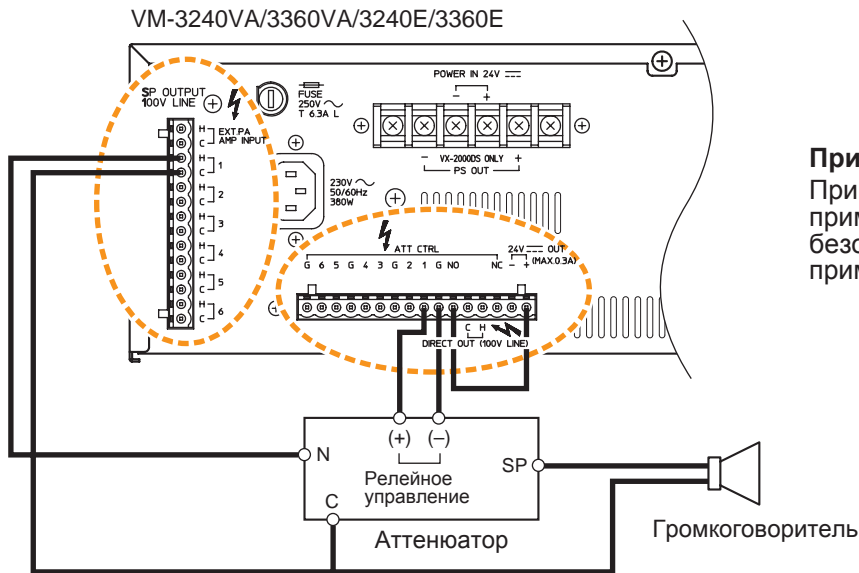 VM-3240VA/3360VA/3240E/3360E
SP OUTPUT
100V LINE
FUSE
250V
T 6.3A L
POWER IN 24V
– +
H
C
EXT.PA
AMP INPUT
H
C
1
H
C
2
H
C
3
H
C
4
H
C
5
H
C
6
230V
50/60Hz
380W
– VX-2000DS ONLY +
PS OUT
ATT CTRL
24V OUT
(MAX.0.3A)
G 6 5 G 4 3 G 2 1 G NO NC – +
C H
DIRECT OUT (100V LINE)
При
При
прим
безо
прим
(+) (–)
N
Релейное
управление
SP
C
Аттенюатор
Громкоговоритель